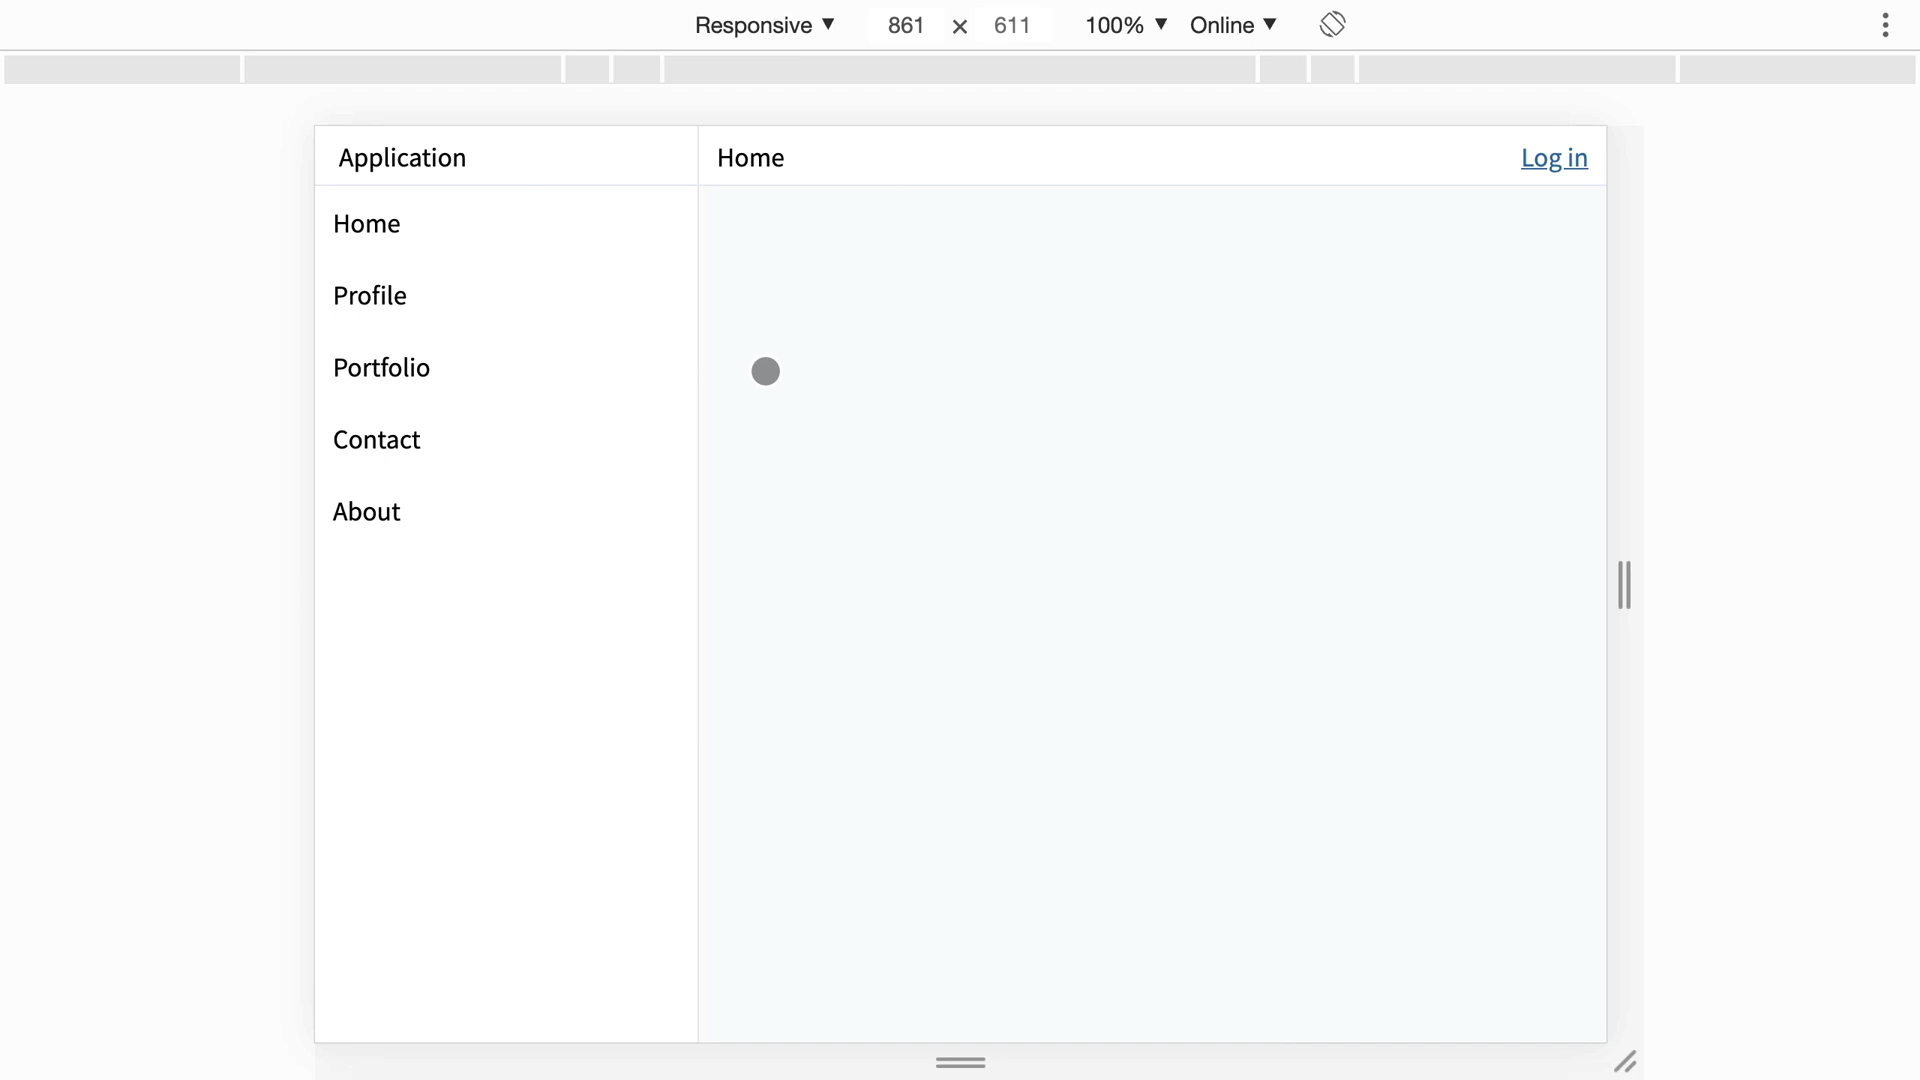 Responsive ▼ 861 × 611 100% ▼ Online ▼
Application Home Log in
Home
Profile
Portfolio
Contact
About